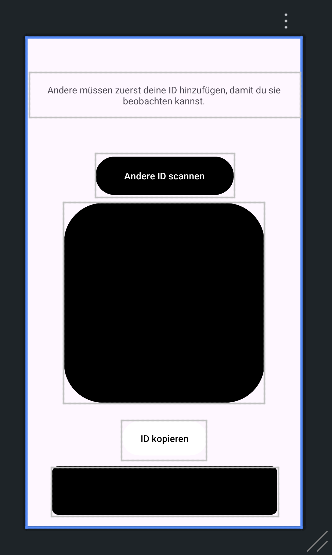 Andere müssen zuerst deine ID hinzufügen, damit du sie
beobachten kannst.
Andere ID scannen
ID kopieren